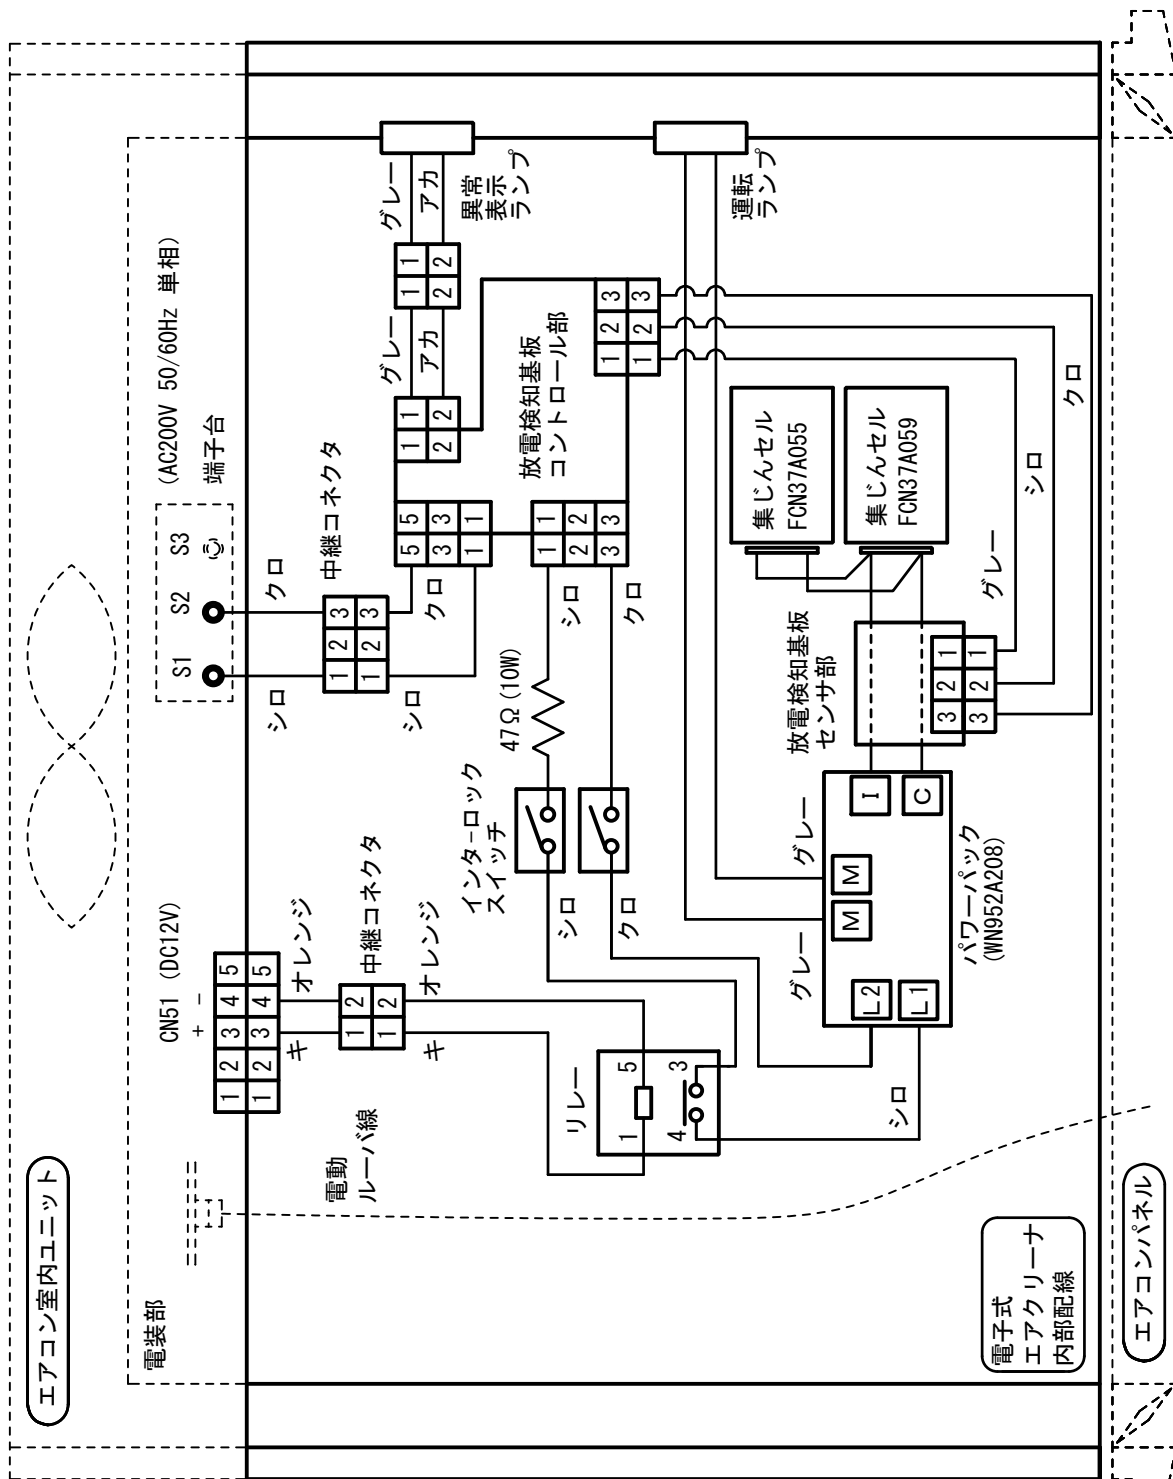 エアコン室内ユニット
電装部
CN51 (DC12V)
+ -
1 2 3 4 5
1 2 3 4 5
キ
オレンジ
中継コネクタ
1 2
1 2
キ
オレンジ
電動
ルーバ線
(AC200V 50/60Hz 単相)
端子台
S1 S2 S3
シロ
クロ
中継コネクタ
1 2 3
1 2 3
シロ
クロ
5 3 1
5 3 1
1 2
1 2
グレー
アカ
1 2
1 2
グレー
アカ
異常
表示
ランプ
放電検知基板
コントロール部
1 2 3
1 2 3
1 2 3
1 2 3
シロ
クロ
47Ω(10W)
インターロック
スイッチ
シロ
クロ
リレー
1 5
4 3
シロ
運転
ランプ
グレー
グレー
M M
L2 L1
I C
パワーパック
(WN952A208)
放電検知基板
センサ部
3 2 1
3 2 1
集じんセル
FCN37A055
集じんセル
FCN37A059
グレー
シロ
クロ
電子式
エアクリーナ
内部配線
エアコンパネル